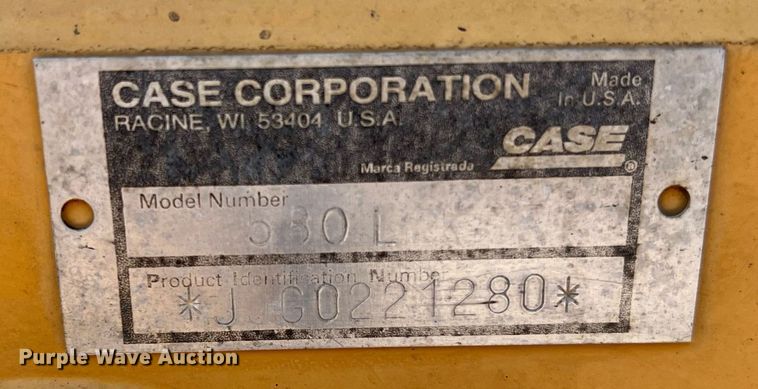 CASE CORPORATION
RACINE, WI 53404 U.S.A.
Made
In U.S.A.
CASE
Marca Registrada
®
Model Number
580 L
Product Identification Number
*JJG0221280*
Purple Wave Auction